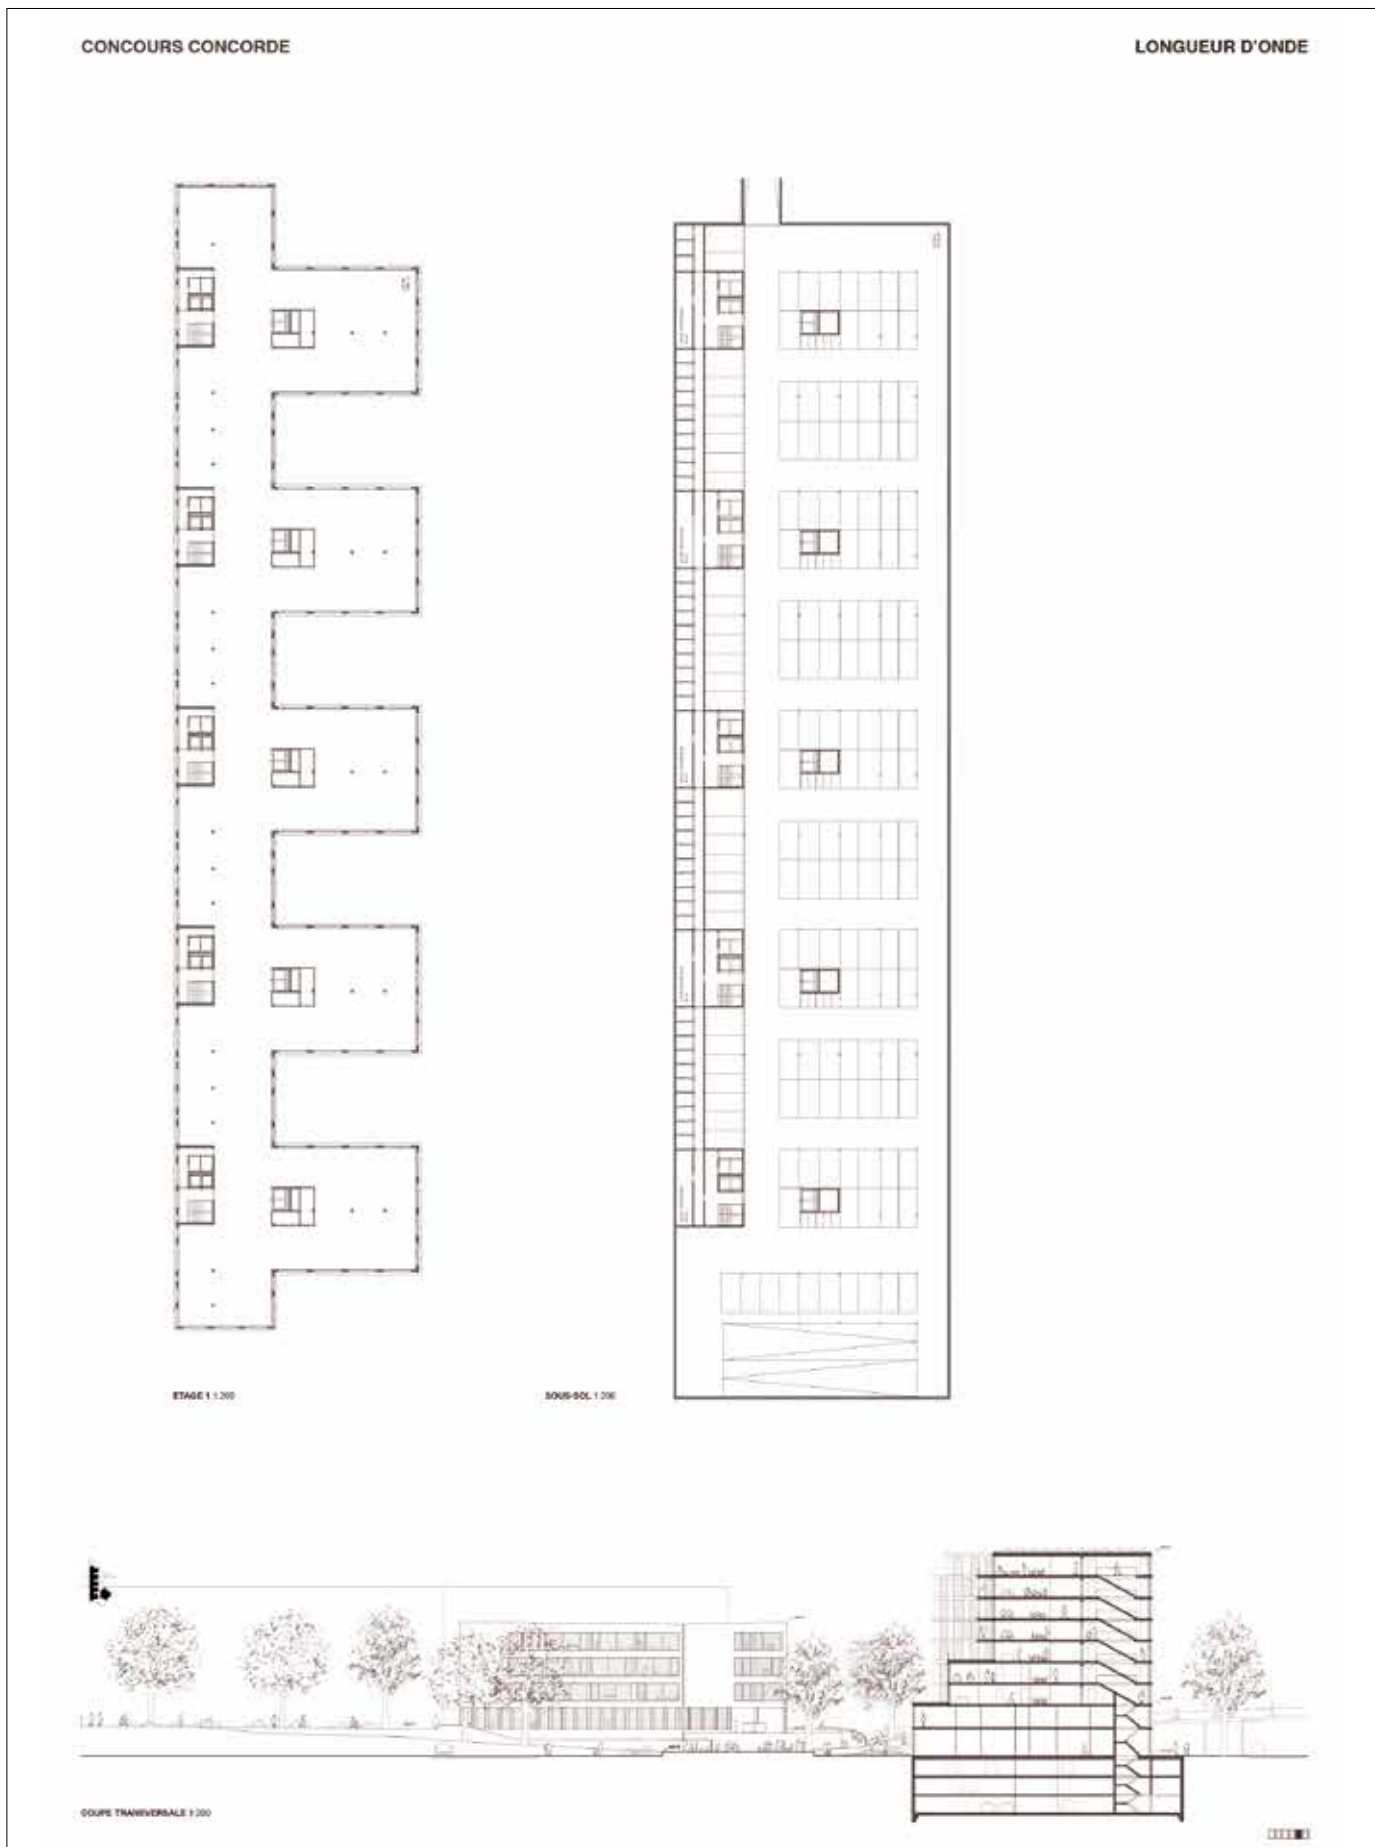 CONCOURS CONCORDE
LONGUEUR D'ONDE
ETAGE 1 1:200
SOUS-SOL 1:200
COUPE TRANSVERSALE 1:200